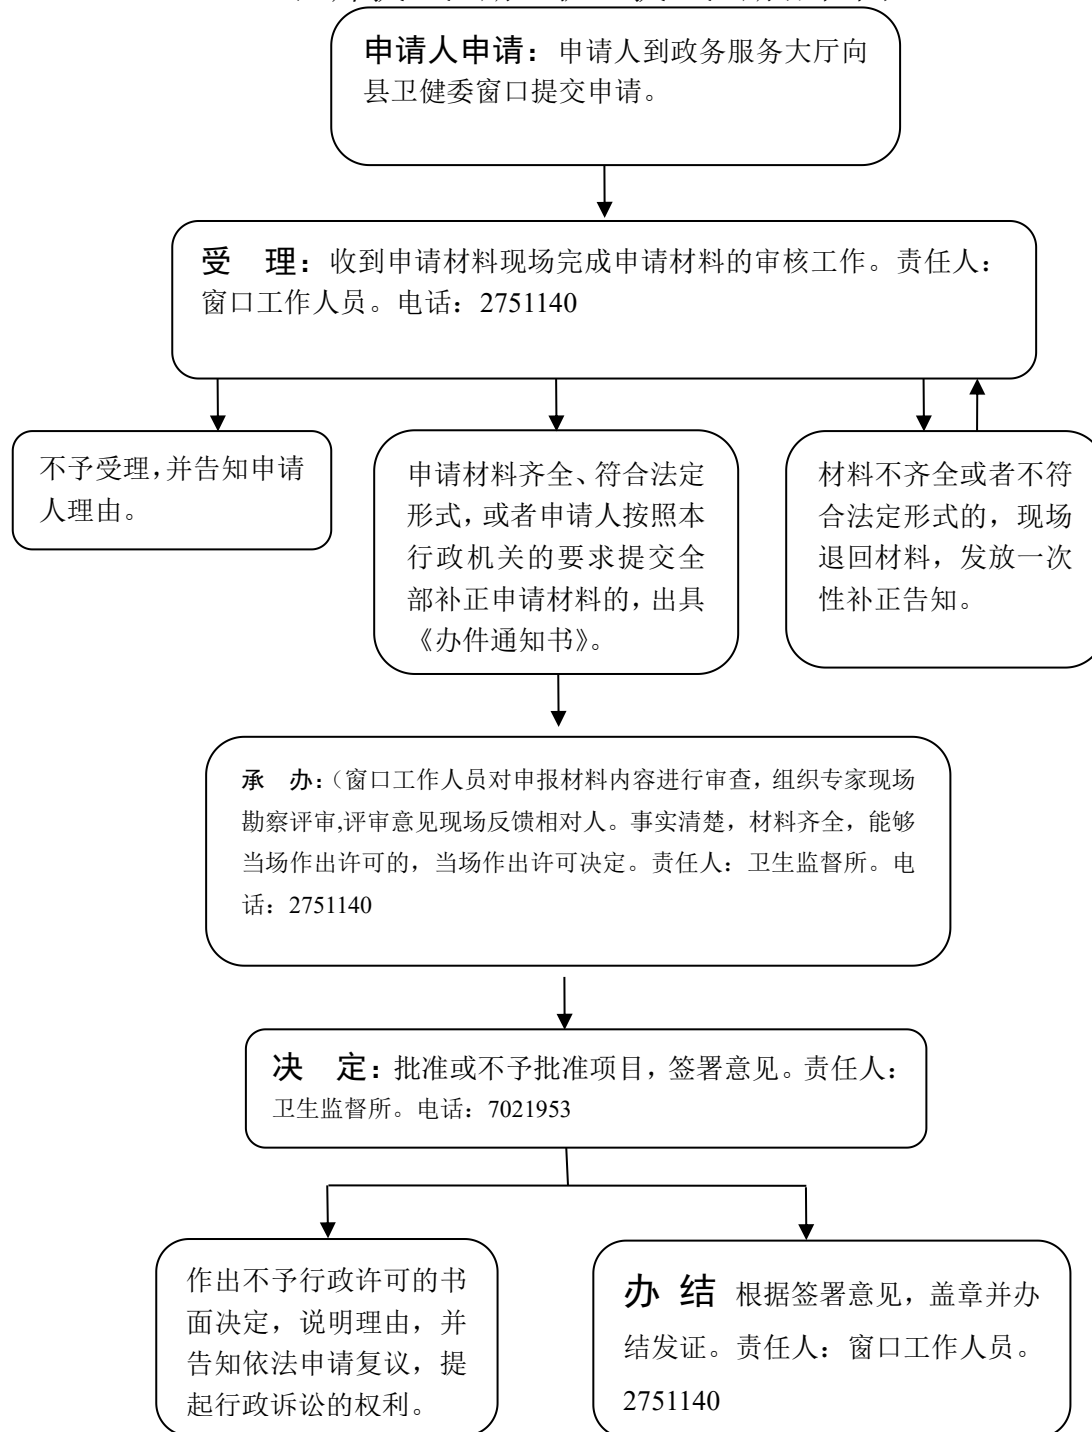 申请人申请：申请人到政务服务大厅向
县卫健委窗口提交申请。
受 理：收到申请材料现场完成申请材料的审核工作。责任人：
窗口工作人员。电话：2751140
不予受理，并告知申请
人理由。
申请材料齐全、符合法定
形式，或者申请人按照本
行政机关的要求提交全
部补正申请材料的，出具
《办件通知书》。
材料不齐全或者不符
合法定形式的，现场
退回材料，发放一次
性补正告知。
承 办：（窗口工作人员对申报材料内容进行审查，组织专家现场
勘察评审,评审意见现场反馈相对人。事实清楚，材料齐全，能够
当场作出许可的，当场作出许可决定。责任人：卫生监督所。电
话：2751140
决 定：批准或不予批准项目，签署意见。责任人：
卫生监督所。电话：7021953
作出不予行政许可的书
面决定，说明理由，并
告知依法申请复议，提
起行政诉讼的权利。
办 结 根据签署意见，盖章并办
结发证。责任人：窗口工作人员。
2751140